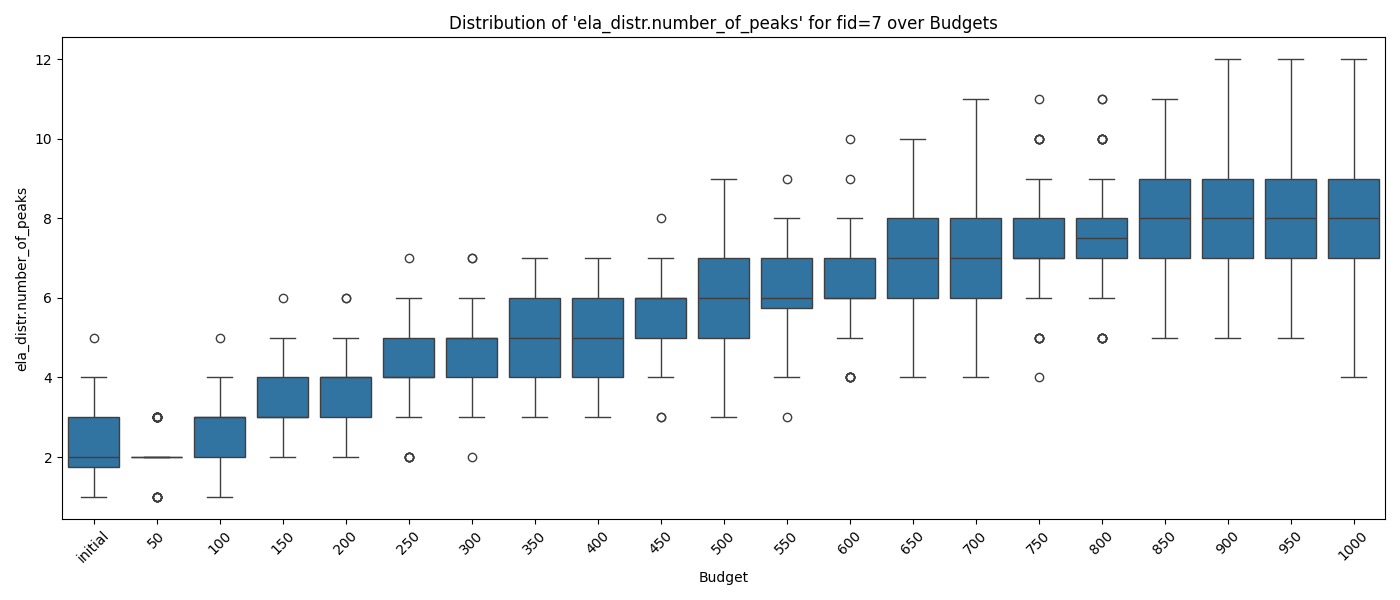 Distribution of 'ela_distr.number_of_peaks' for fid=7 over Budgets
ela_distr.number_of_peaks
12
10
8
6
4
2
initial 50 100 150 200 250 300 350 400 450 500 550 600 650 700 750 800 850 900 950 1000
Budget